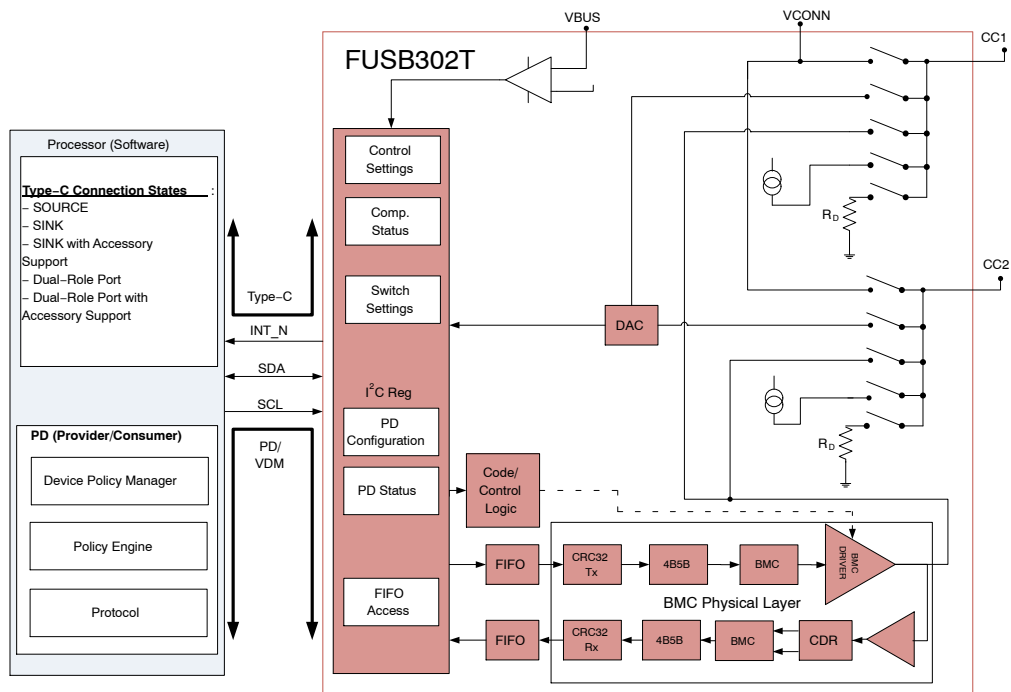 VBUS
VCONN
CC1
FUSB302T
Processor (Software)
Type−C Connection States :
− SOURCE
− SINK
− SINK with Accessory
Support
− Dual−Role Port
− Dual−Role Port with
Accessory Support
Control
Settings
Comp.
Status
Switch
Settings
Type−C
INT_N
SDA
SCL
I²C Reg
PD
Configuration
PD Status
FIFO
Access
PD/
VDM
PD (Provider/Consumer)
Device Policy Manager
Policy Engine
Protocol
RD
CC2
DAC
RD
Code/
Control
Logic
FIFO
CRC32
Tx
4B5B
BMC
BMC
DRIVER
BMC Physical Layer
FIFO
CRC32
Rx
4B5B
BMC
CDR